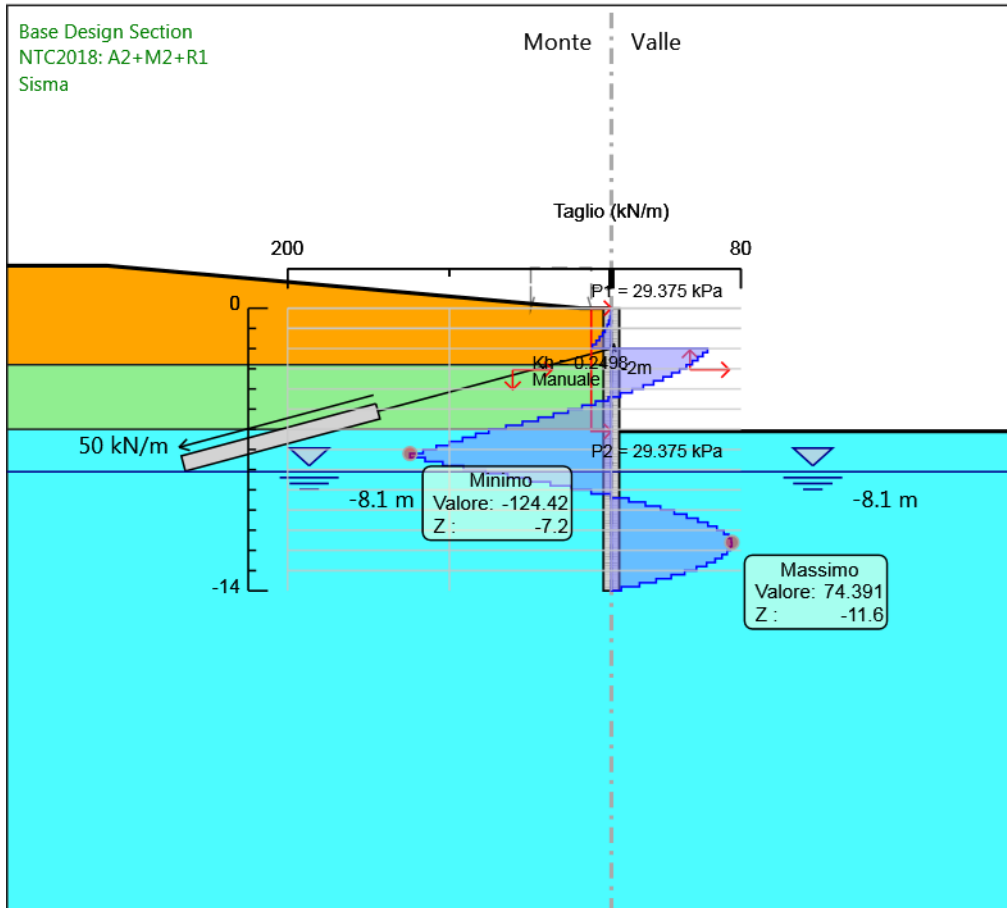 Base Design Section
NTC2018: A2+M2+R1
Sisma
Monte
Valle
Taglio (kN/m)
200
80
0
P1 = 29.375 kPa
Kh = 0.2498
-2m
Manuale
50 kN/m
P2 = 29.375 kPa
Minimo
Valore: -124.42
Z : -7.2
-8.1 m
-8.1 m
Massimo
Valore: 74.391
Z : -11.6
-14